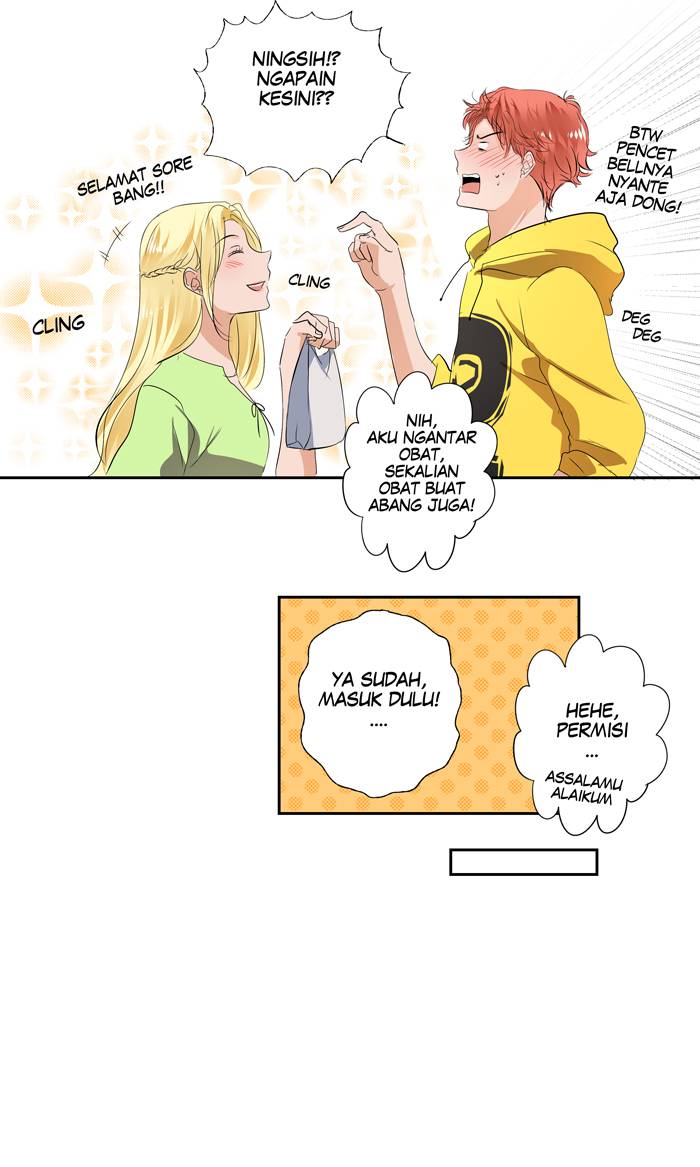 NINGSIH!?
NGAPAIN
KESINI??
BTW
PENCET
BELLNYA
NYANTE
AJA DONG!
SELAMAT SORE
BANG!!
CLING
CLING
DEG
DEG
NIH,
AKU NGANTAR
OBAT,
SEKALIAN
OBAT BUAT
ABANG JUGA!
YA SUDAH,
MASUK DULU!
....
HEHE,
PERMISI
...
ASSALAMU
ALAIKUM